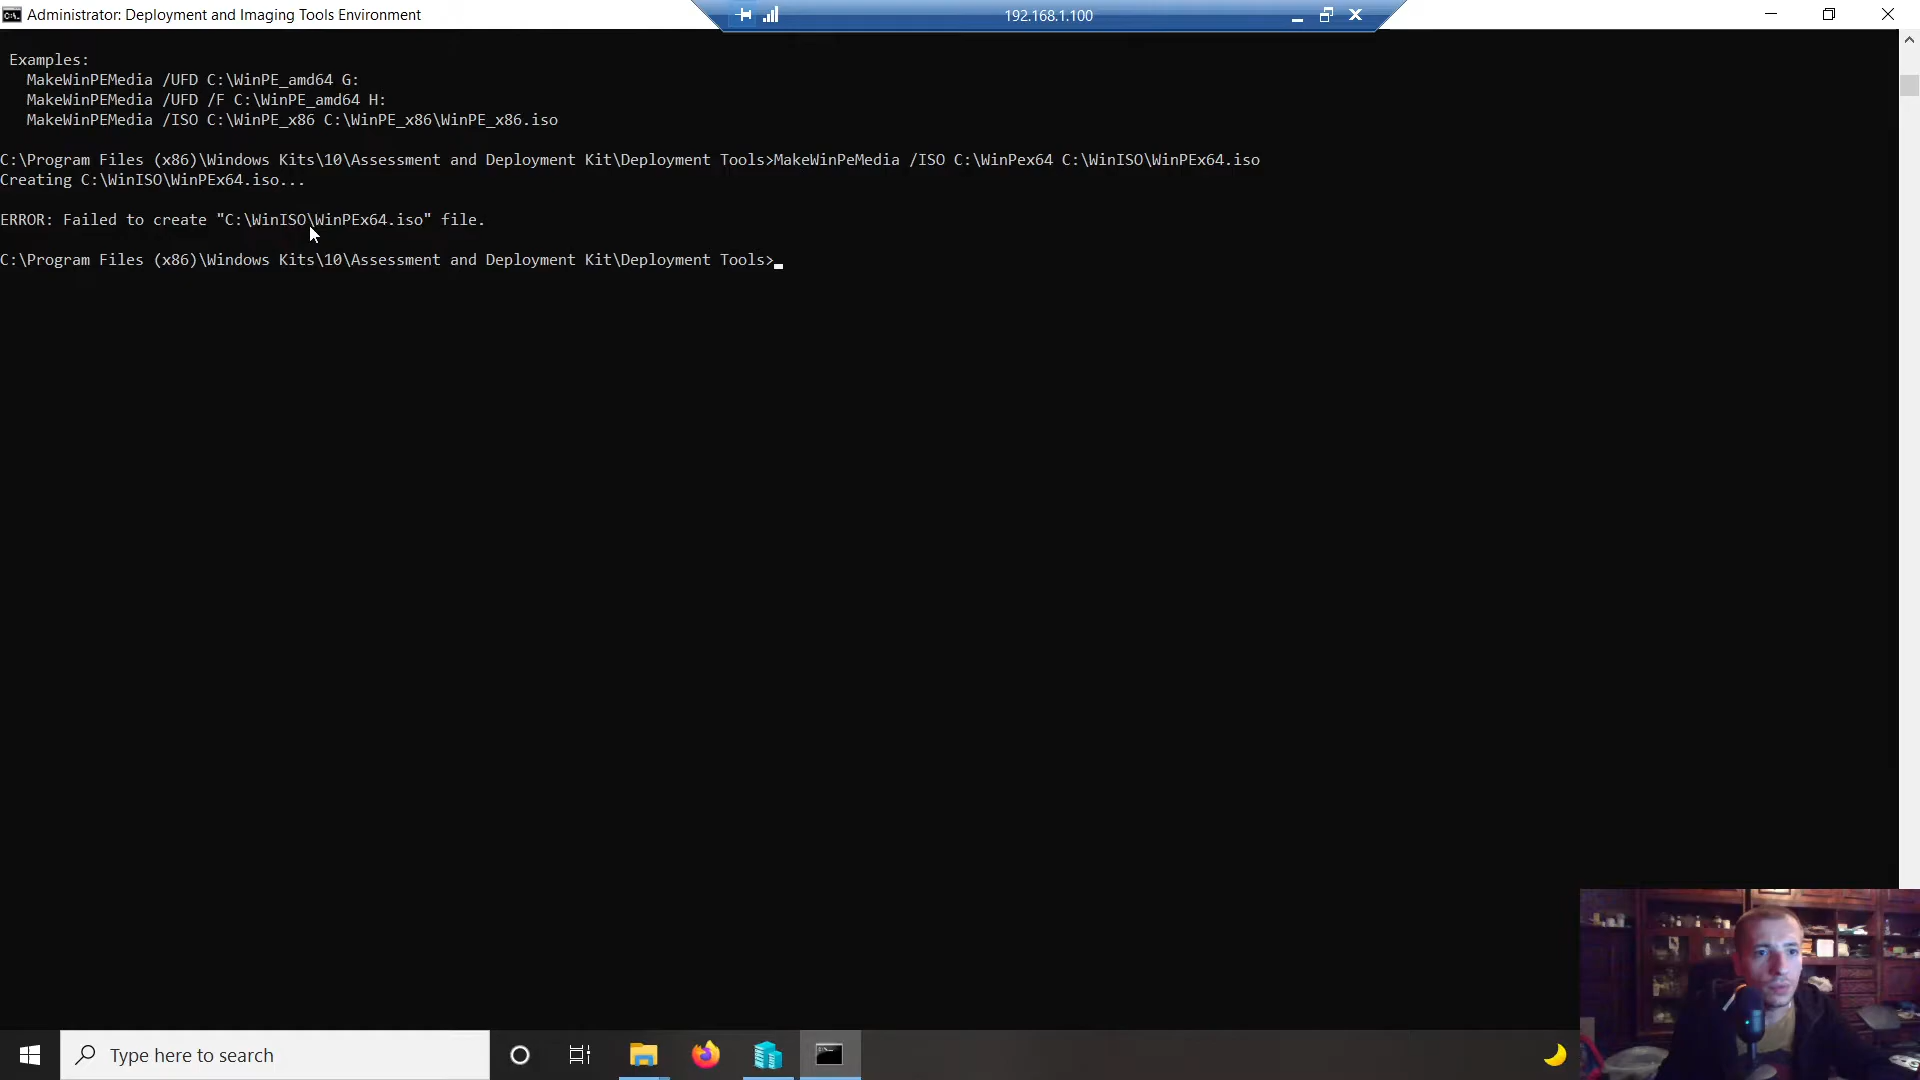 Administrator: Deployment and Imaging Tools Environment
192.168.1.100
Examples:
MakeWinPEMedia /UFD C:\WinPE_amd64 G:
MakeWinPEMedia /UFD /F C:\WinPE_amd64 H:
MakeWinPEMedia /ISO C:\WinPE_x86 C:\WinPE_x86\WinPE_x86.iso
C:\Program Files (x86)\Windows Kits\10\Assessment and Deployment Kit\Deployment Tools>MakeWinPeMedia /ISO C:\WinPex64 C:\WinISO\WinPEx64.iso
Creating C:\WinISO\WinPEx64.iso...
ERROR: Failed to create "C:\WinISO\WinPEx64.iso" file.
C:\Program Files (x86)\Windows Kits\10\Assessment and Deployment Kit\Deployment Tools>
Type here to search